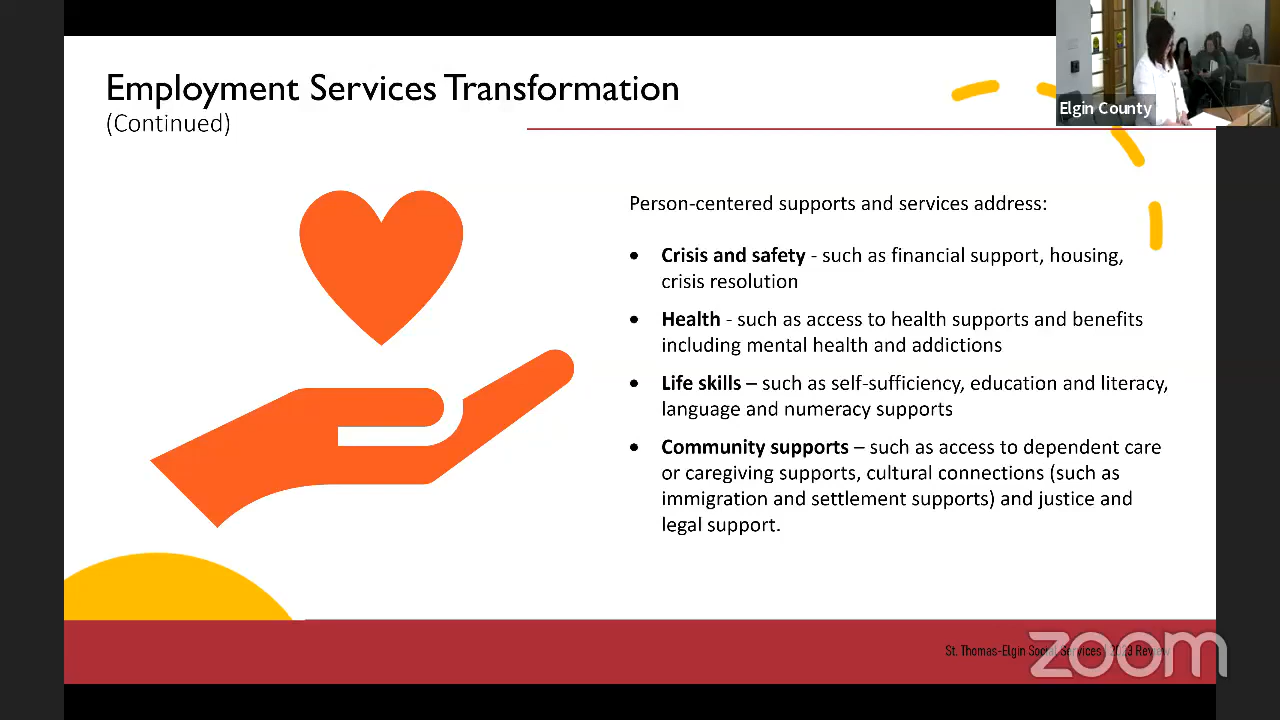 Employment Services Transformation
(Continued)
Elgin County
Person-centered supports and services address:
• Crisis and safety - such as financial support, housing,
crisis resolution
• Health - such as access to health supports and benefits
including mental health and addictions
• Life skills – such as self-sufficiency, education and literacy,
language and numeracy supports
• Community supports – such as access to dependent care
or caregiving supports, cultural connections (such as
immigration and settlement supports) and justice and
legal support.
St. Thomas-Elgin Social Services 2023 Review
zoom